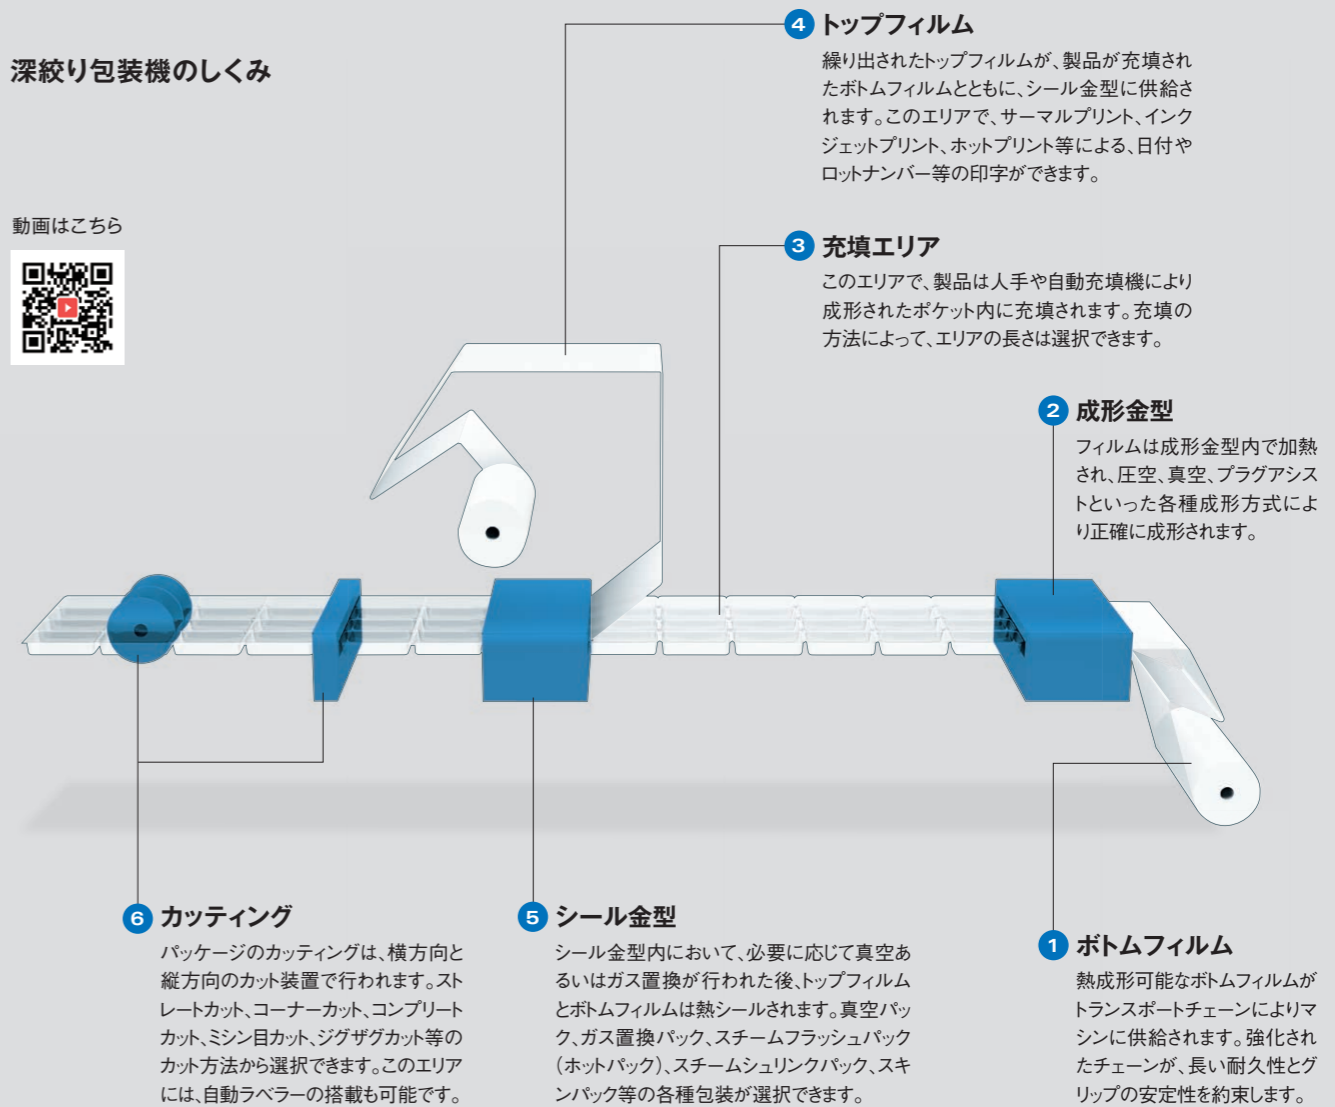 深絞り包装機のしくみ
動画はこちら
4 トップフィルム
繰り出されたトップフィルムが、製品が充填され
たボトムフィルムとともに、シール金型に供給さ
れます。このエリアで、サーマルプリント、インク
ジェットプリント、ホットプリント等による、日付や
ロットナンバー等の印字ができます。
3 充填エリア
このエリアで、製品は人手や自動充填機により
成形されたポケット内に充填されます。充填の
方法によって、エリアの長さは選択できます。
2 成形金型
フィルムは成形金型内で加熱
され、圧空、真空、プラグアシス
トといった各種成形方式によ
り正確に成形されます。
6 カッティング
パッケージのカッティングは、横方向と
縦方向のカット装置で行われます。スト
レートカット、コーナーカット、コンプリート
カット、ミシン目カット、ジグザグカット等の
カット方法から選択できます。このエリア
には、自動ラベラーの搭載も可能です。
5 シール金型
シール金型内において、必要に応じて真空あ
るいはガス置換が行われた後、トップフィルム
とボトムフィルムは熱シールされます。真空パッ
ク、ガス置換パック、スチームフラッシュパック
（ホットパック）、スチームシュリンクパック、スキ
ンパック等の各種包装が選択できます。
1 ボトムフィルム
熱成形可能なボトムフィルムが
トランスポートチェーンによりマ
シンに供給されます。強化され
たチェーンが、長い耐久性とグ
リップの安定性を約束します。